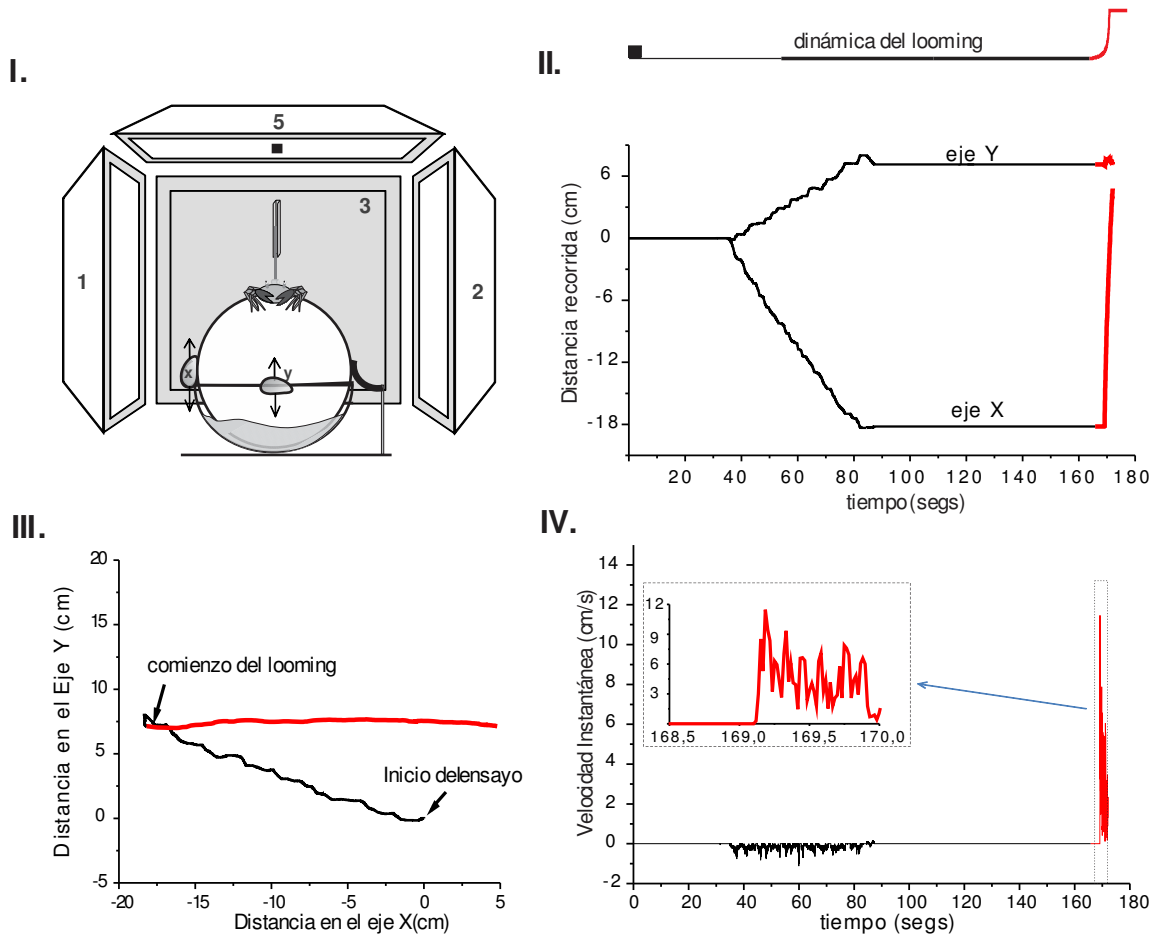 I.
5
3
1
2
x
y
II.
dinámica del looming
Distancia recorrida (cm)
6
0
-6
-12
-18
eje Y
eje X
20 40 60 80 100 120 140 160 180
tiempo(segs)
III.
Distancia en el Eje Y (cm)
20
15
10
5
0
-5
comienzo del looming
Inicio delensayo
-20 -15 -10 -5 0 5
Distancia en el eje X(cm)
IV.
Velocidad Instantánea (cm/s)
14
12
10
8
6
4
2
0
-2
12
9
6
3
168,5 169,0 169,5 170,0
0 20 40 60 80 100 120 140 160 180
tiempo (segs)